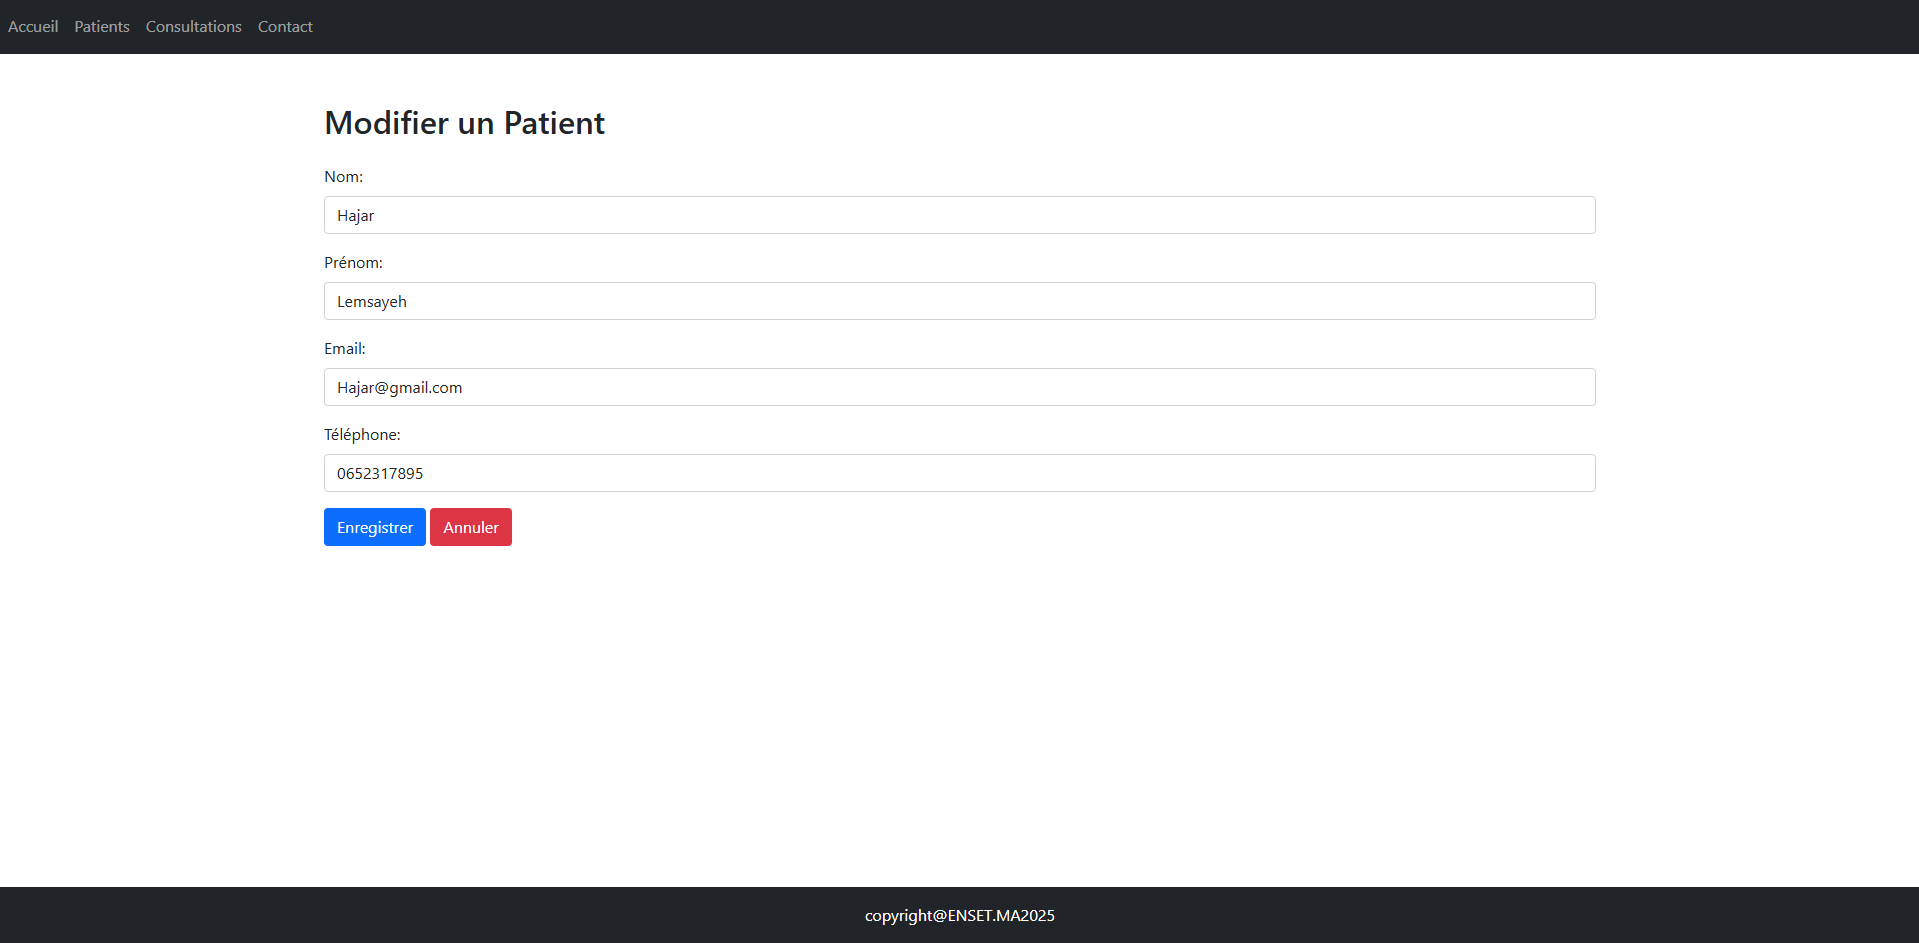 Accueil Patients Consultations Contact
Modifier un Patient
Nom:
Hajar
Prénom:
Lemsayeh
Email:
Hajar@gmail.com
Téléphone:
0652317895
Enregistrer Annuler
copyright@ENSET.MA2025